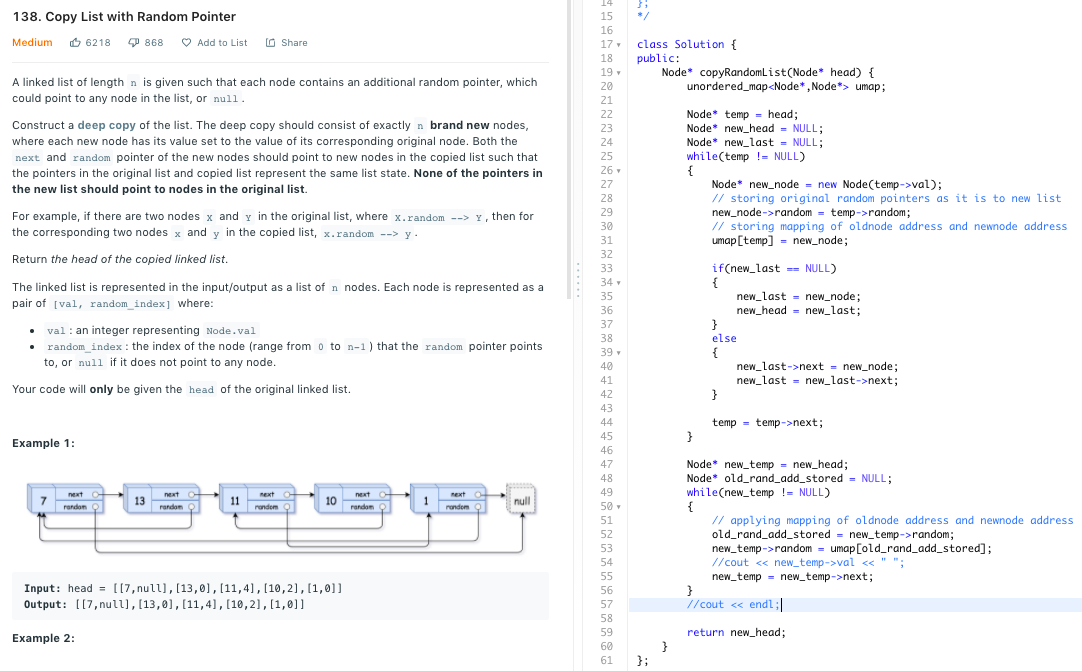 138. Copy List with Random Pointer
Medium 6218 868 Add to List Share
A linked list of length n is given such that each node contains an additional random pointer, which
could point to any node in the list, or null.
Construct a deep copy of the list. The deep copy should consist of exactly n brand new nodes,
where each new node has its value set to the value of its corresponding original node. Both the
next and random pointer of the new nodes should point to new nodes in the copied list such that
the pointers in the original list and copied list represent the same list state. None of the pointers in
the new list should point to nodes in the original list.
For example, if there are two nodes X and Y in the original list, where X.random --> Y, then for
the corresponding two nodes x and y in the copied list, x.random --> y.
Return the head of the copied linked list.
The linked list is represented in the input/output as a list of n nodes. Each node is represented as a
pair of [val, random_index] where:
• val: an integer representing Node.val
• random_index: the index of the node (range from 0 to n-1) that the random pointer points
to, or null if it does not point to any node.
Your code will only be given the head of the original linked list.
Example 1:
7 next random 13 next random 11 next random 10 next random 1 next random null
Input: head = [[7,null],[13,0],[11,4],[10,2],[1,0]]
Output: [[7,null],[13,0],[11,4],[10,2],[1,0]]
Example 2:
14 };
15 */
16
17 class Solution {
18 public:
19 Node* copyRandomList(Node* head) {
20 unordered_map<Node*,Node*> umap;
21
22 Node* temp = head;
23 Node* new_head = NULL;
24 Node* new_last = NULL;
25 while(temp != NULL)
26 {
27 Node* new_node = new Node(temp->val);
28 // storing original random pointers as it is to new list
29 new_node->random = temp->random;
30 // storing mapping of oldnode address and newnode address
31 umap[temp] = new_node;
32
33 if(new_last == NULL)
34 {
35 new_last = new_node;
36 new_head = new_last;
37 }
38 else
39 {
40 new_last->next = new_node;
41 new_last = new_last->next;
42 }
43
44 temp = temp->next;
45 }
46
47 Node* new_temp = new_head;
48 Node* old_rand_add_stored = NULL;
49 while(new_temp != NULL)
50 {
51 // applying mapping of oldnode address and newnode address
52 old_rand_add_stored = new_temp->random;
53 new_temp->random = umap[old_rand_add_stored];
54 //cout << new_temp->val << " ";
55 new_temp = new_temp->next;
56 }
57 //cout << endl;
58
59 return new_head;
60 }
61 };